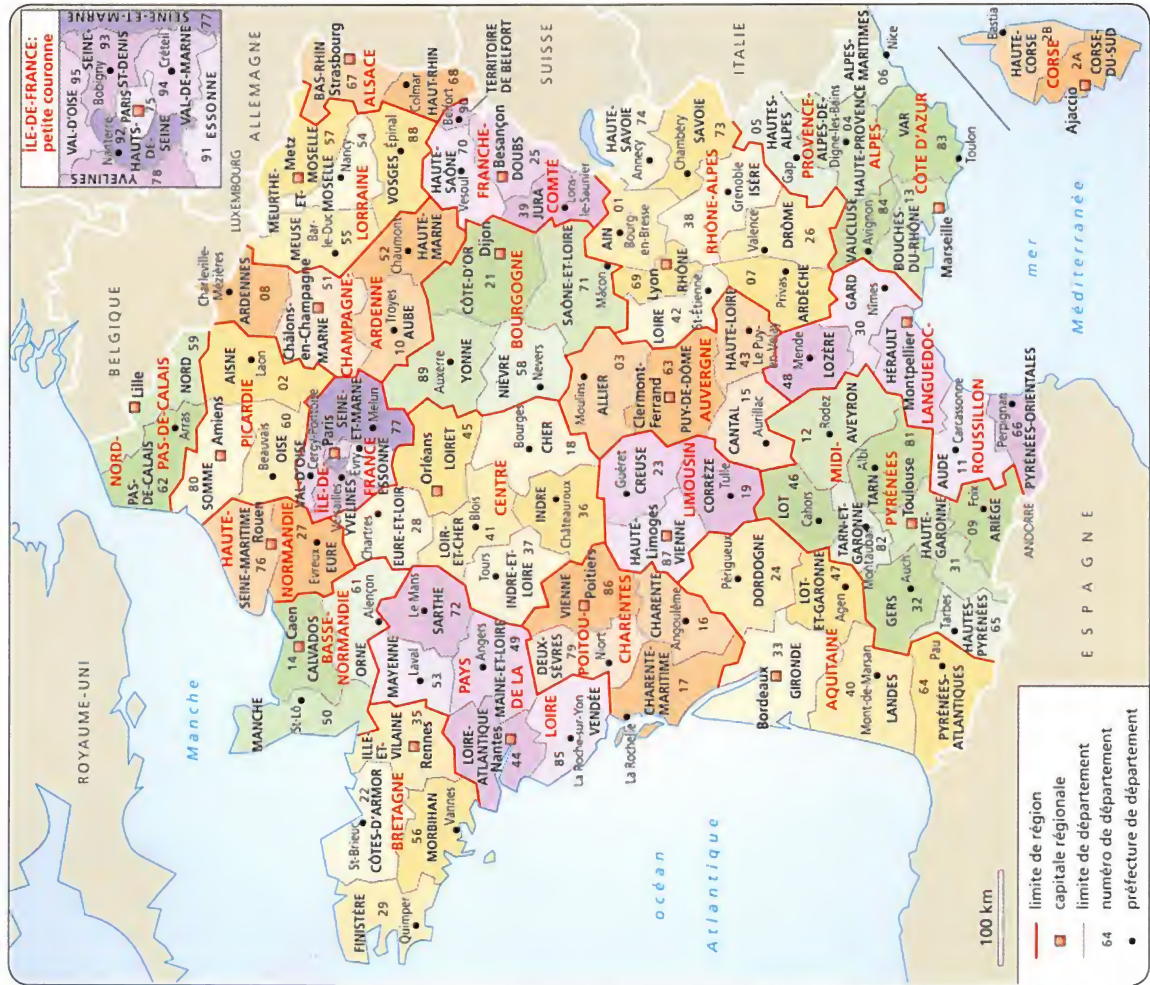 ÎLE-DE-FRANCE:
petite couronne
VAL-D'OISE 95
SEINE-
ST-DENIS
93
Bobigny
Nanterre
92
PARIS
75
HAUTS-
DE-
SEINE
94
Créteil
VAL-DE-MARNE
YVELINES
78
91 ESSONNE
SEINE-ET-MARNE
77
ROYAUME-UNI
BELGIQUE
LUXEMBOURG
ALLEMAGNE
SUISSE
ITALIE
ESPAGNE
ANDORRE
Manche
océan
Atlantique
mer
Méditerranée
NORD-
PAS-DE-CALAIS
Lille
NORD 59
PAS-
DE-CALAIS
62
Arras
PICARDIE
80
SOMME
Amiens
AISNE
Laon
02
Beauvais
OISE 60
HAUTE-
NORMANDIE
SEINE-MARITIME
76
Rouen
27
Evreux
EURE
BASSE-
NORMANDIE
MANCHE
St-Lô
50
14
Caen
CALVADOS
61
ORNE
Alençon
ÎLE-DE-
FRANCE
VAL-D'OISE
Cergy-Pontoise
Paris
Versailles
YVELINES
Évry
ESSONNE
SEINE-
ET-MARNE
Melun
77
CHAMPAGNE
ARDENNE
Charleville-
Mézières
ARDENNES
08
Châlons-
en-Champagne
MARNE 51
10
Troyes
AUBE
52
Chaumont
HAUTE-
MARNE
LORRAINE
MEUSE
Bar-
le-Duc
55
MEURTHE-
ET-
MOSELLE
Metz
MOSELLE
57
Nancy
54
VOSGES
Épinal
88
ALSACE
BAS-RHIN
Strasbourg
67
Colmar
HAUT-RHIN
68
FRANCHE-
COMTÉ
HAUTE-
SAÔNE
Vesoul
70
Belfort
90
TERRITOIRE
DE BELFORT
Besançon
DOUBS
25
39
JURA
Lons-
le-Saunier
BRETAGNE
FINISTÈRE
29
Quimper
St-Brieuc
22
CÔTES-D'ARMOR
56
MORBIHAN
Vannes
ILLE-
ET-
VILAINE
35
Rennes
PAYS
DE LA
LOIRE
MAYENNE
Laval
53
Le Mans
SARTHE
72
LOIRE-
ATLANTIQUE
Nantes
44
Angers
MAINE-ET-LOIRE
49
85
La Roche-sur-Yon
VENDÉE
CENTRE
Chartres
EURE-ET-LOIR
28
Orléans
LOIRET
45
LOIR-
ET-CHER
Blois
41
Tours
INDRE-ET-
LOIRE 37
INDRE
Châteauroux
36
Bourges
CHER
18
BOURGOGNE
89
Auxerre
YONNE
CÔTE-D'OR
21
Dijon
NIÈVRE
58
Nevers
SAÔNE-ET-LOIRE
71
Mâcon
POITOU-
CHARENTES
DEUX-
SÈVRES
79
Niort
VIENNE
Poitiers
86
La Rochelle
CHARENTE-
MARITIME
17
CHARENTE
Angoulême
16
LIMOUSIN
HAUTE-
Limoges
87 VIENNE
Guéret
CREUSE
23
CORRÈZE
Tulle
19
AUVERGNE
Moulins
ALLIER
03
Clermont-
Ferrand
63
PUY-DE-DÔME
CANTAL
15
Aurillac
HAUTE-LOIRE
43
Le Puy-
en-Velay
RHÔNE-ALPES
AIN
01
Bourg-
en-Bresse
69
Lyon
RHÔNE
LOIRE
42
St-Étienne
38
HAUTE-
SAVOIE
Annecy
74
Chambéry
SAVOIE
73
Grenoble
ISÈRE
Valence
DRÔME
26
07
Privas
ARDÈCHE
AQUITAINE
Périgueux
DORDOGNE
24
Bordeaux
33
GIRONDE
LOT-
ET-GARONNE
Agen
47
40
Mont-de-Marsan
LANDES
64
Pau
PYRÉNÉES-
ATLANTIQUES
MIDI-
PYRÉNÉES
LOT
46
Cahors
12
Rodez
AVEYRON
TARN-ET-
GARONNE
Montauban
82
Albi
TARN
81
Toulouse
HAUTE-
GARONNE
31
GERS
Auch
32
Tarbes
HAUTES-
PYRÉNÉES
65
09
Foix
ARIÈGE
LANGUEDOC-
ROUSSILLON
48
Mende
LOZÈRE
GARD
30
Nîmes
HÉRAULT
Montpellier
AUDE
11
Carcassonne
Perpignan
66
PYRÉNÉES-ORIENTALES
PROVENCE-
ALPES
CÔTE D'AZUR
05
HAUTES-
ALPES
Gap
ALPES-DE-
HAUTE-PROVENCE
Digne-les-Bains
04
ALPES-
MARITIMES
06
Nice
VAUCLUSE
Avignon
84
BOUCHES-
DU-RHÔNE
13
Marseille
VAR
83
Toulon
CORSE
Bastia
HAUTE-
CORSE
2B
2A
Ajaccio
CORSE-
DU-SUD
100 km
limite de région
capitale régionale
limite de département
64 numéro de département
préfecture de département